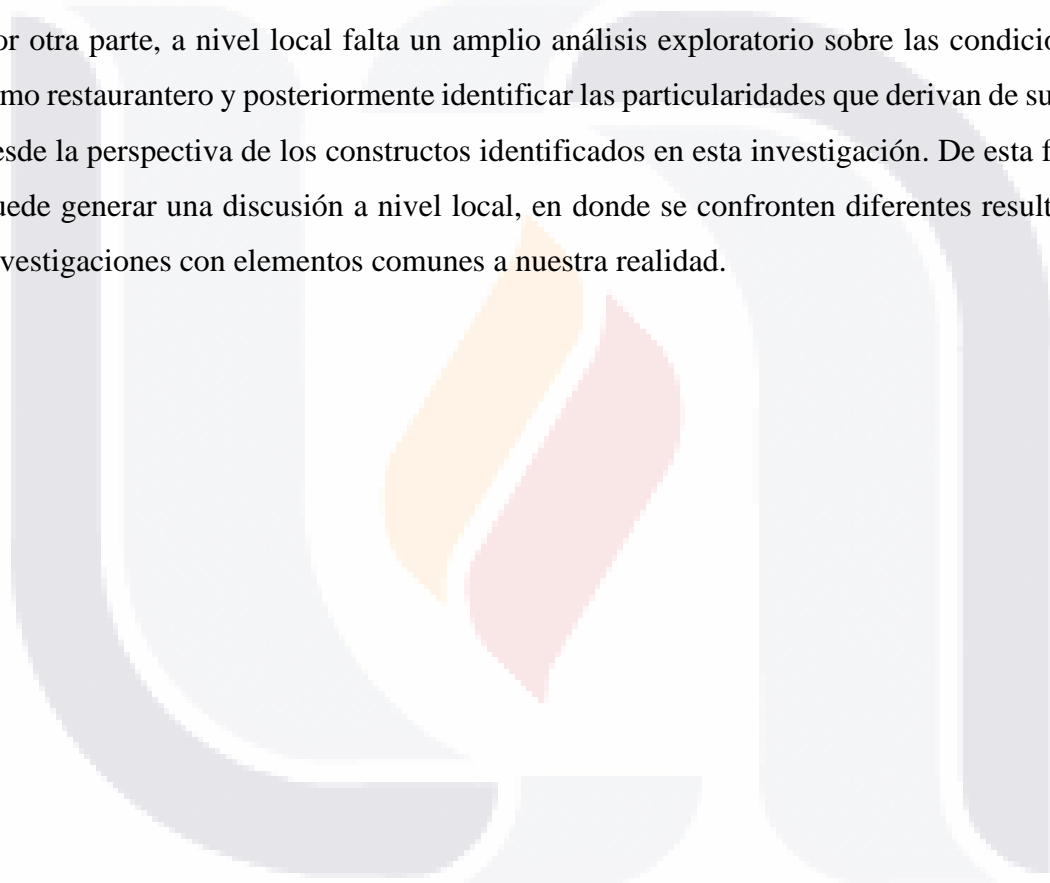 or otra parte, a nivel local falta un amplio análisis exploratorio sobre las condicio
mo restaurantero y posteriormente identificar las particularidades que derivan de su
esde la perspectiva de los constructos identificados en esta investigación. De esta f
uede generar una discusión a nivel local, en donde se confronten diferentes result
vestigaciones con elementos comunes a nuestra realidad.